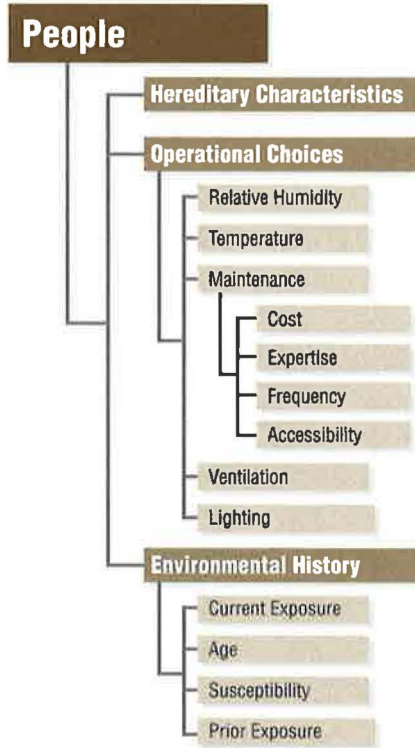 People
Hereditary Characteristics
Operational Choices
Relative Humidity
Temperature
Maintenance
Cost
Expertise
Frequency
Accessibility
Ventilation
Lighting
Environmental History
Current Exposure
Age
Susceptibility
Prior Exposure